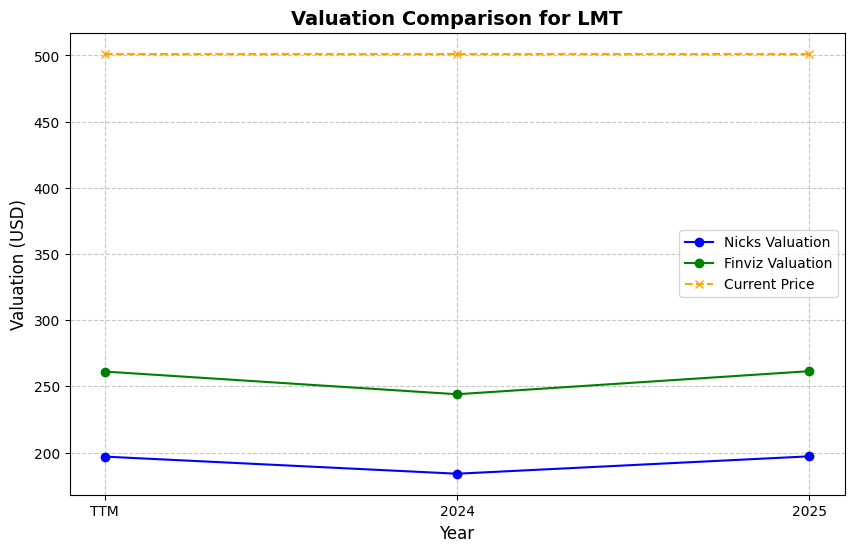 Valuation Comparison for LMT
Valuation (USD)
500
450
400
350
300
250
200
Nicks Valuation
Finviz Valuation
Current Price
TTM
2024
2025
Year